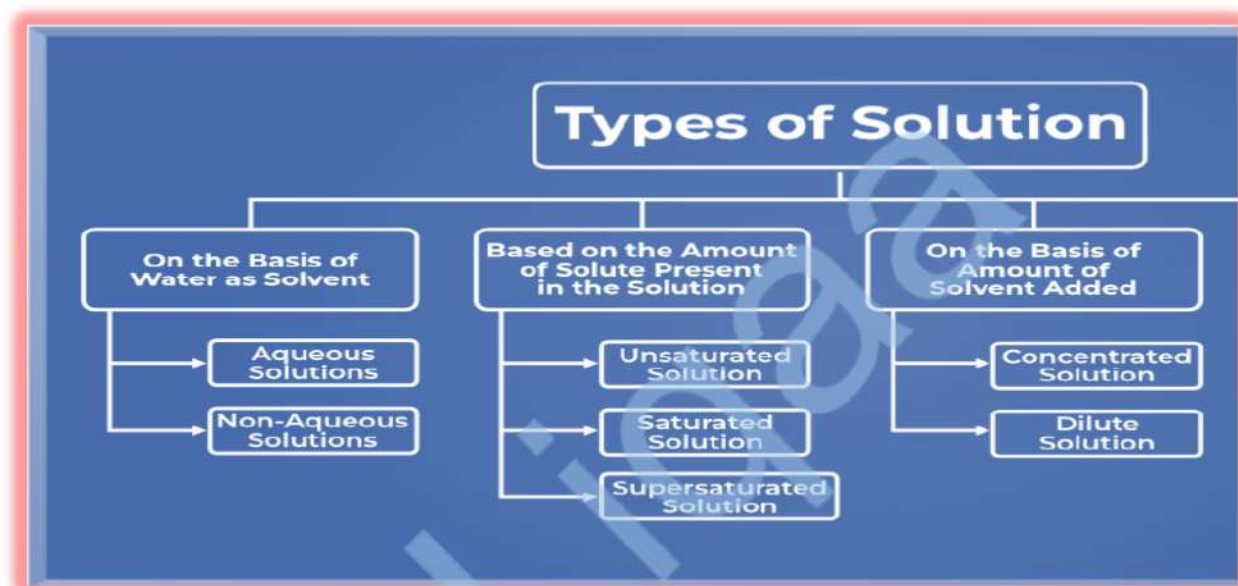 Types of Solution
On the Basis of
Water as Solvent
Aqueous
Solutions
Non-Aqueous
Solutions
Based on the Amount
of Solute Present
in the Solution
Unsaturated
Solution
Saturated
Solution
Supersaturated
Solution
On the Basis of
Amount of
Solvent Added
Concentrated
Solution
Dilute
Solution